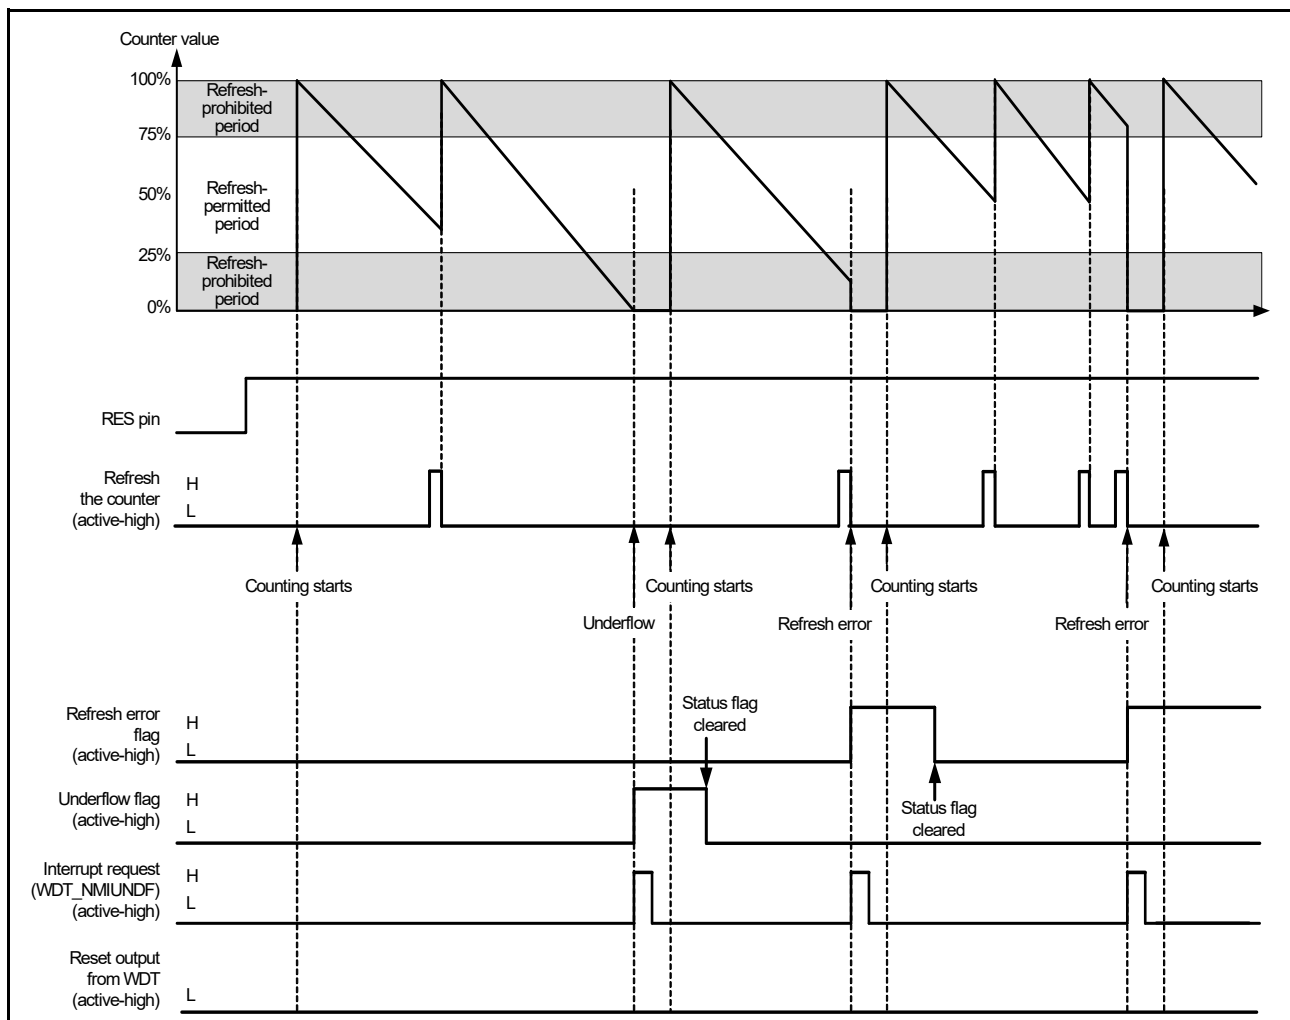 Counter value
100%
Refresh-
prohibited
period
75%
50%
Refresh-
permitted
period
25%
Refresh-
prohibited
period
0%
RES pin
Refresh
the counter
(active-high)
H
L
Counting starts
Counting starts
Counting starts
Counting starts
Underflow
Refresh error
Refresh error
Status flag
cleared
Refresh error
flag
(active-high)
H
L
Status flag
cleared
Underflow flag
(active-high)
H
L
Interrupt request
(WDT_NMIUNDF)
(active-high)
H
L
Reset output
from WDT
(active-high)
L